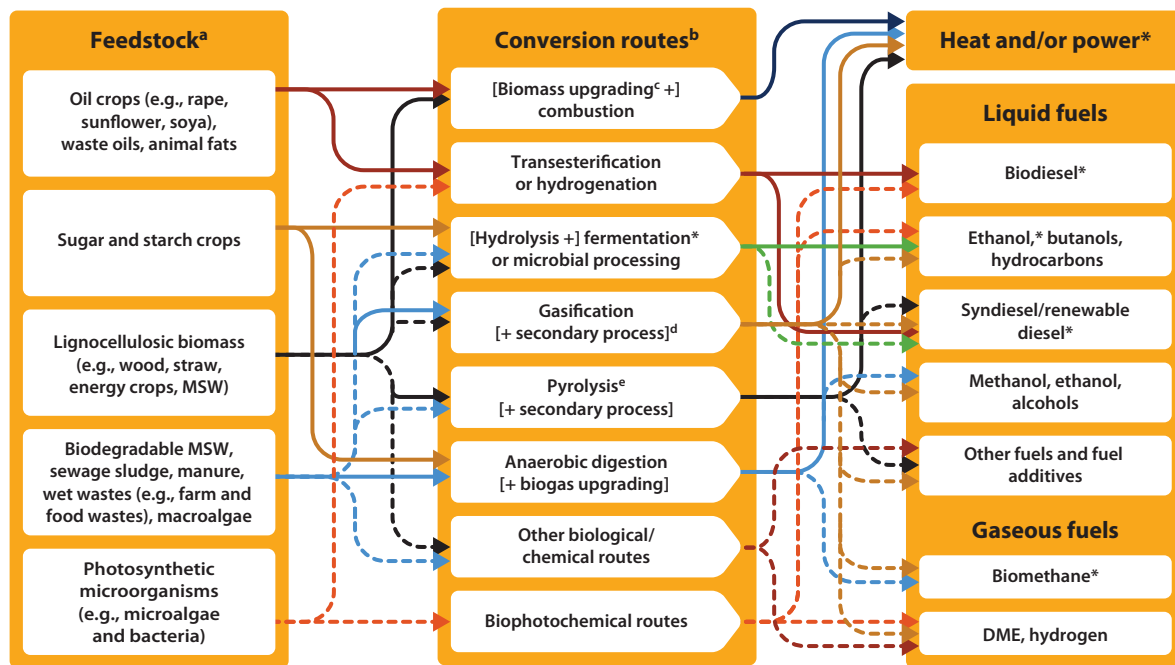 Feedstockᵃ
Oil crops (e.g., rape,
sunflower, soya),
waste oils, animal fats
Sugar and starch crops
Lignocellulosic biomass
(e.g., wood, straw,
energy crops, MSW)
Biodegradable MSW,
sewage sludge, manure,
wet wastes (e.g., farm and
food wastes), macroalgae
Photosynthetic
microorganisms
(e.g., microalgae
and bacteria)
Conversion routesᵇ
[Biomass upgradingᶜ +]
combustion
Transesterification
or hydrogenation
[Hydrolysis +] fermentation*
or microbial processing
Gasification
[+ secondary process]ᵈ
Pyrolysisᵉ
[+ secondary process]
Anaerobic digestion
[+ biogas upgrading]
Other biological/
chemical routes
Biophotochemical routes
Heat and/or power*
Liquid fuels
Biodiesel*
Ethanol,* butanols,
hydrocarbons
Syndiesel/renewable
diesel*
Methanol, ethanol,
alcohols
Other fuels and fuel
additives
Gaseous fuels
Biomethane*
DME, hydrogen